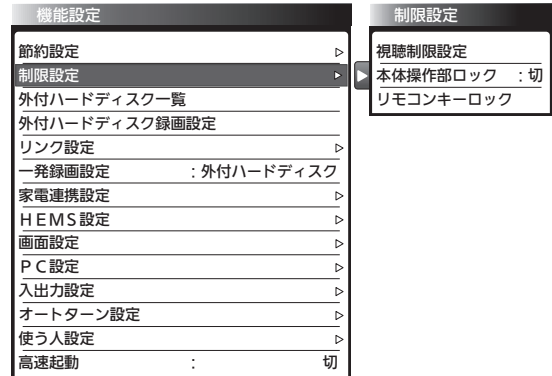 機能設定
節約設定 ▷
制限設定 ▷
外付ハードディスク一覧
外付ハードディスク録画設定
リンク設定 ▷
一発録画設定 ：外付ハードディスク
家電連携設定 ▷
ＨＥＭＳ設定 ▷
画面設定 ▷
ＰＣ設定 ▷
入出力設定 ▷
オートターン設定 ▷
使う人設定 ▷
高速起動 ： 切
制限設定
視聴制限設定
本体操作部ロック ：切
リモコンキーロック